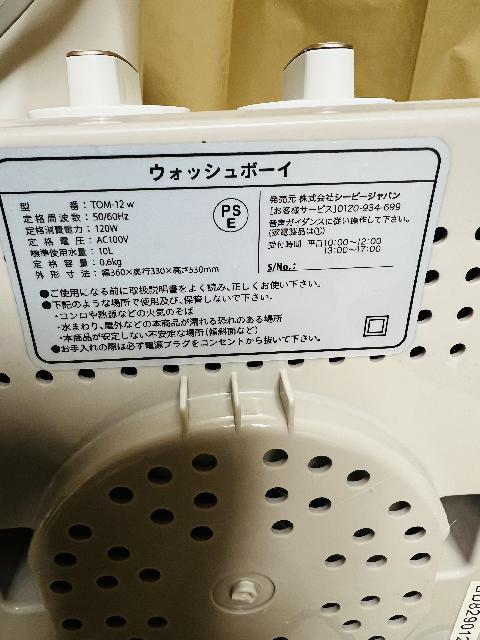 ウォッシュボーイ
型 番：TOM-12 w
定格周波数：50/60Hz
定格消費電力：120W
定格電圧：AC100V
標準使用水量：10L
定格容量：0.6kg
外形寸法：幅360×奥行330×高さ530mm
PS
E
発売元 株式会社シービージャパン
【お客様サービス】0120-934-699
音声ガイダンスに従い操作して下さい。
(家電製品は①)
受付時間 平日10:00～12:00
13:00～17:00
S/No.:
●ご使用になる前に取扱説明書をよく読み、正しくお使い下さい。
●下記のような場所で使用及び、保管しないで下さい。
・コンロや熱器などの火気のそば
・水まわり、屋外などの本商品が濡れる恐れのある場所
・本商品が安定しない不安定な場所(傾斜面など)
●お手入れの際は必ず電源プラグをコンセントから抜いて下さい。